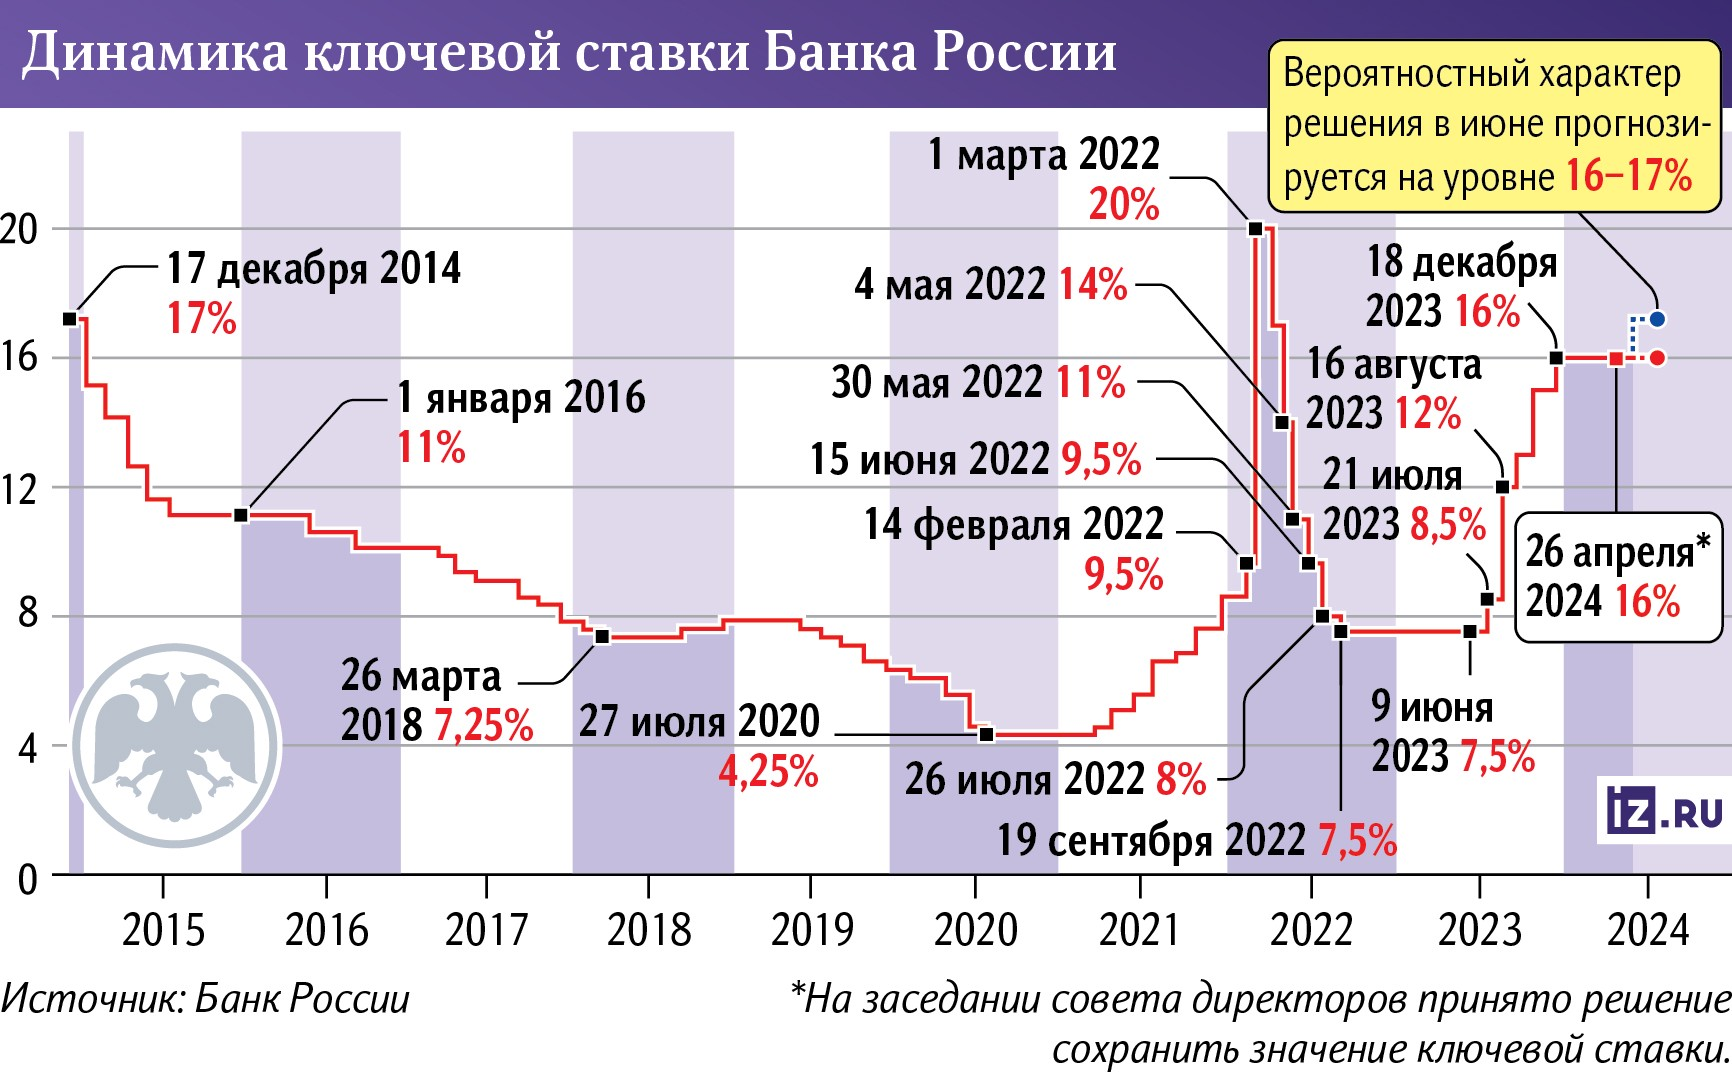 Динамика ключевой ставки Банка России
Вероятностный характер
решения в июне прогнози-
руется на уровне 16–17%
20
16
12
8
4
0
17 декабря 2014
17%
1 января 2016
11%
26 марта
2018 7,25%
27 июля 2020
4,25%
1 марта 2022
20%
4 мая 2022 14%
30 мая 2022 11%
15 июня 2022 9,5%
14 февраля 2022
9,5%
26 июля 2022 8%
19 сентября 2022 7,5%
18 декабря
2023 16%
16 августа
2023 12%
21 июля
2023 8,5%
26 апреля*
2024 16%
9 июня
2023 7,5%
iz.RU
2015
2016
2017
2018
2019
2020
2021
2022
2023
2024
Источник: Банк России
*На заседании совета директоров принято решение
сохранить значение ключевой ставки.